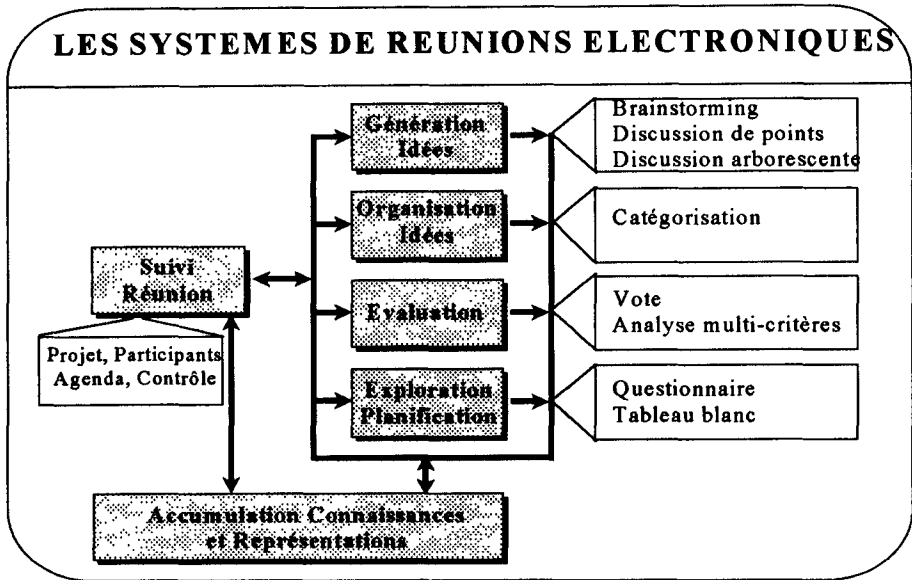 LES SYSTEMES DE REUNIONS ELECTRONIQUES
Génération
Idées
Brainstorming
Discussion de points
Discussion arborescente
Organisation
Idées
Catégorisation
Suivi
Réunion
Projet, Participants
Agenda, Contrôle
Evaluation
Vote
Analyse multi-critères
Exploration
Planification
Questionnaire
Tableau blanc
Accumulation Connaissances
et Représentations